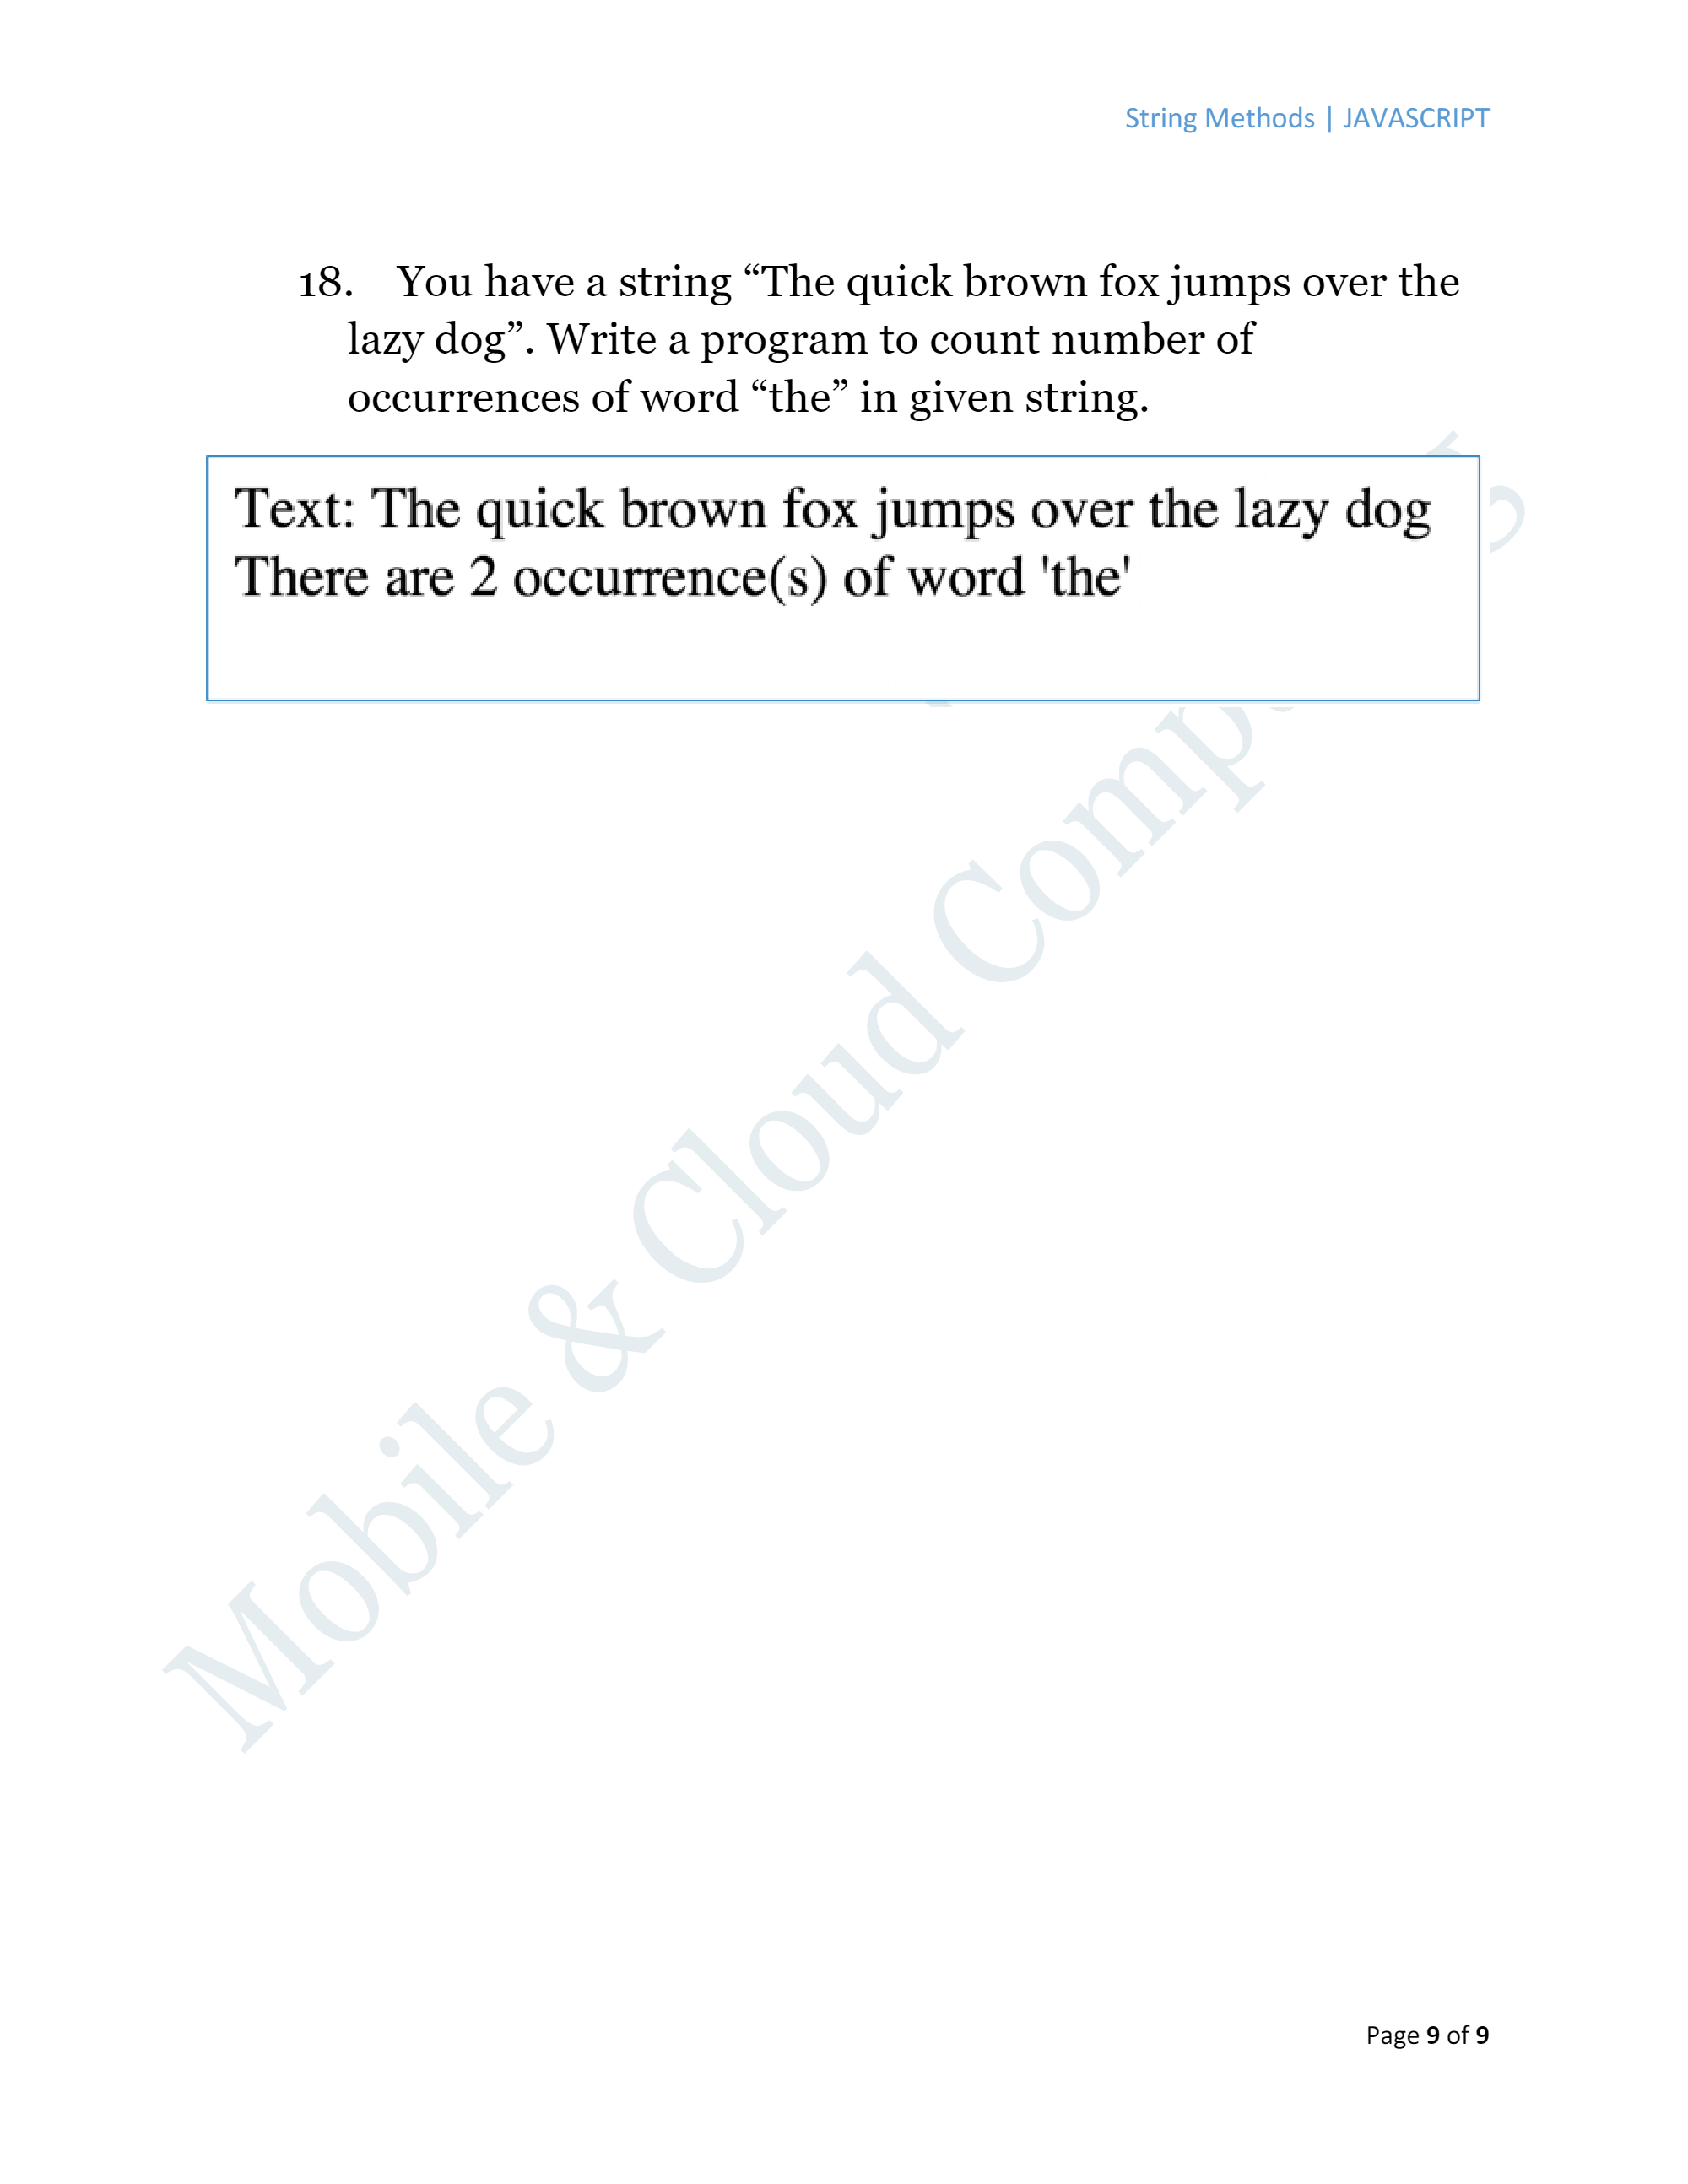 String Methods | JAVASCRIPT
18. You have a string “The quick brown fox jumps over the
lazy dog”. Write a program to count number of
occurrences of word “the” in given string.
Text: The quick brown fox jumps over the lazy dog
There are 2 occurrence(s) of word 'the'
Mobile & Cloud
Page 9 of 9